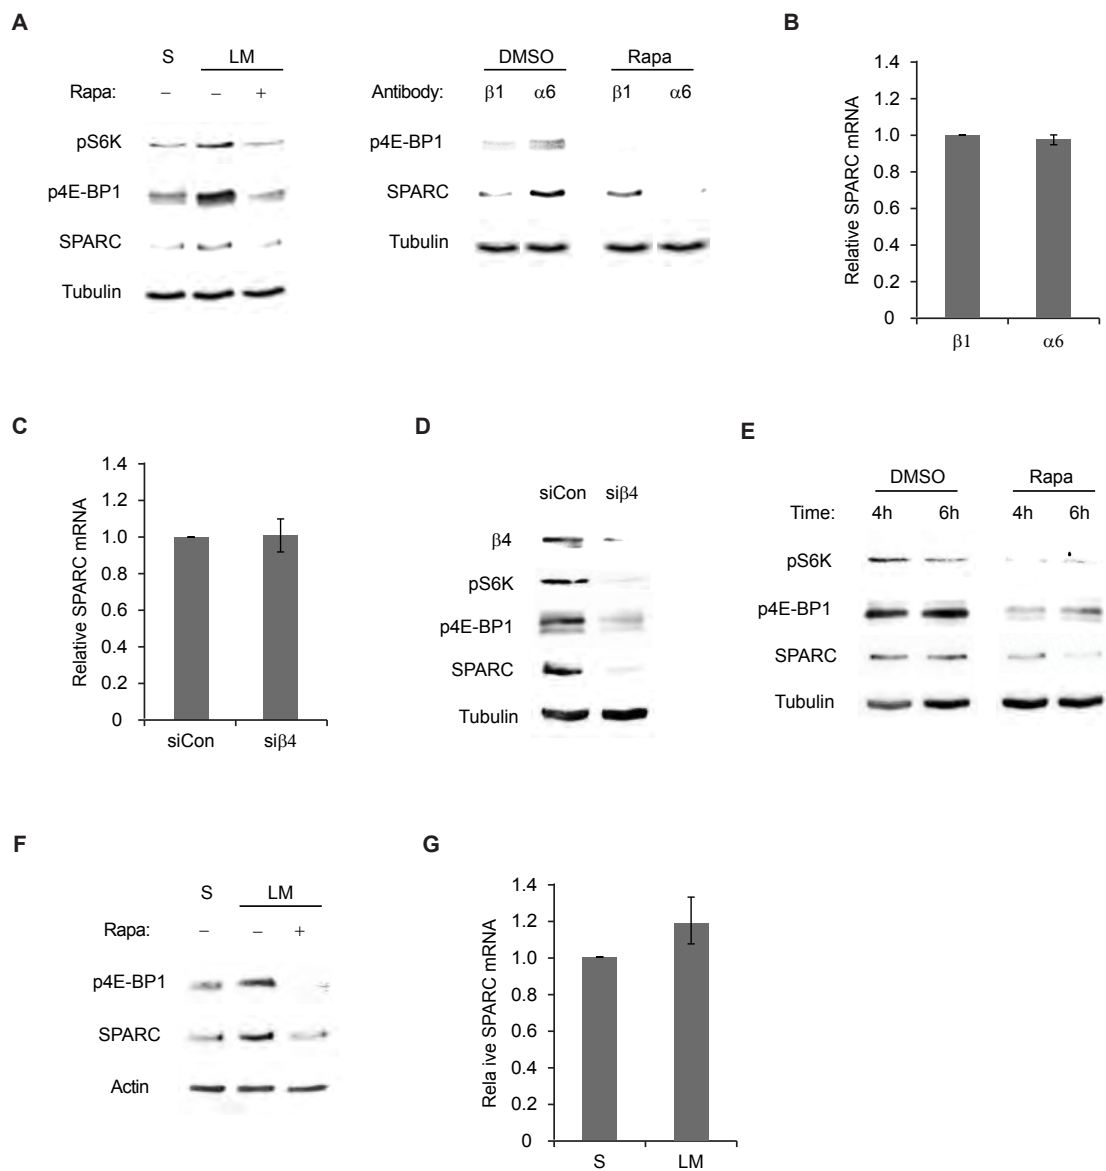 A
S LM
Rapa: – – +
pS6K
p4E-BP1
SPARC
Tubulin
DMSO Rapa
Antibody: β1 α6 β1 α6
p4E-BP1
SPARC
Tubulin
B
Relative SPARC mRNA
1.4
1.2
1.0
0.8
0.6
0.4
0.2
0
β1 α6
C
Relative SPARC mRNA
1.4
1.2
1.0
0.8
0.6
0.4
0.2
0
siCon siβ4
D
siCon siβ4
β4
pS6K
p4E-BP1
SPARC
Tubulin
E
DMSO Rapa
Time: 4h 6h 4h 6h
pS6K
p4E-BP1
SPARC
Tubulin
F
S LM
Rapa: – – +
p4E-BP1
SPARC
Actin
G
Rela ive SPARC mRNA
1.4
1.2
1.0
0.8
0.6
0.4
0.2
0
S LM